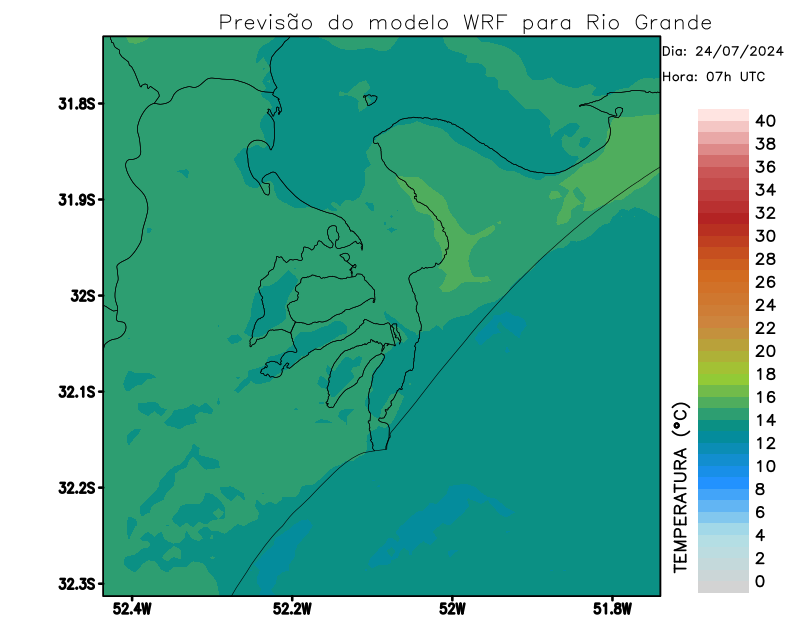 Previsão do modelo WRF para Rio Grande
Dia: 24/07/2024
Hora: 07h UTC
31.8S
31.9S
32S
32.1S
32.2S
32.3S
52.4W
52.2W
52W
51.8W
TEMPERATURA (°C)
40
38
36
34
32
30
28
26
24
22
20
18
16
14
12
10
8
6
4
2
0